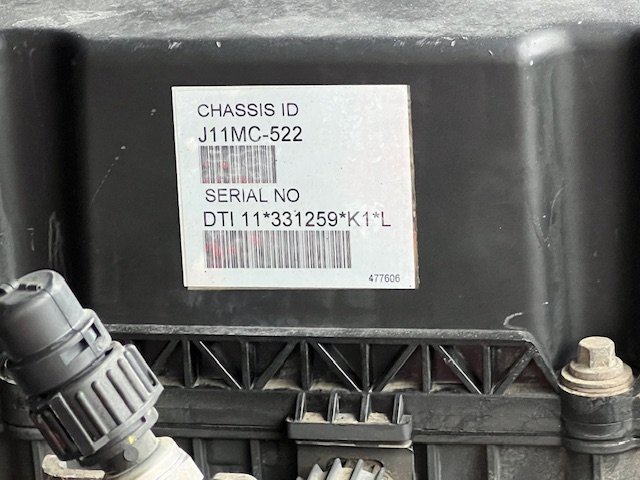 CHASSIS ID
J11MC-522
SERIAL NO
DTI 11*331259*K1*L
477606